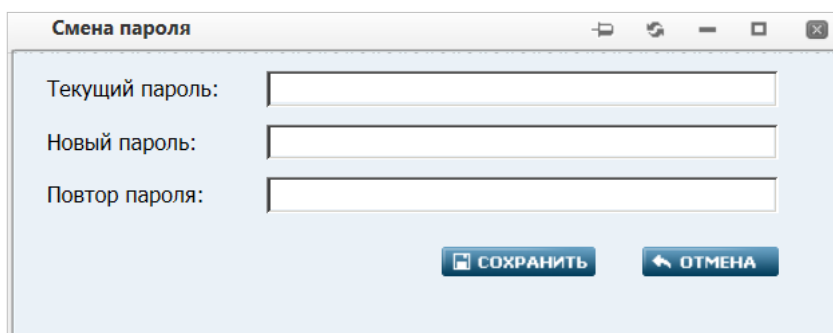 Смена пароля
Текущий пароль:
Новый пароль:
Повтор пароля:
СОХРАНИТЬ ОТМЕНА